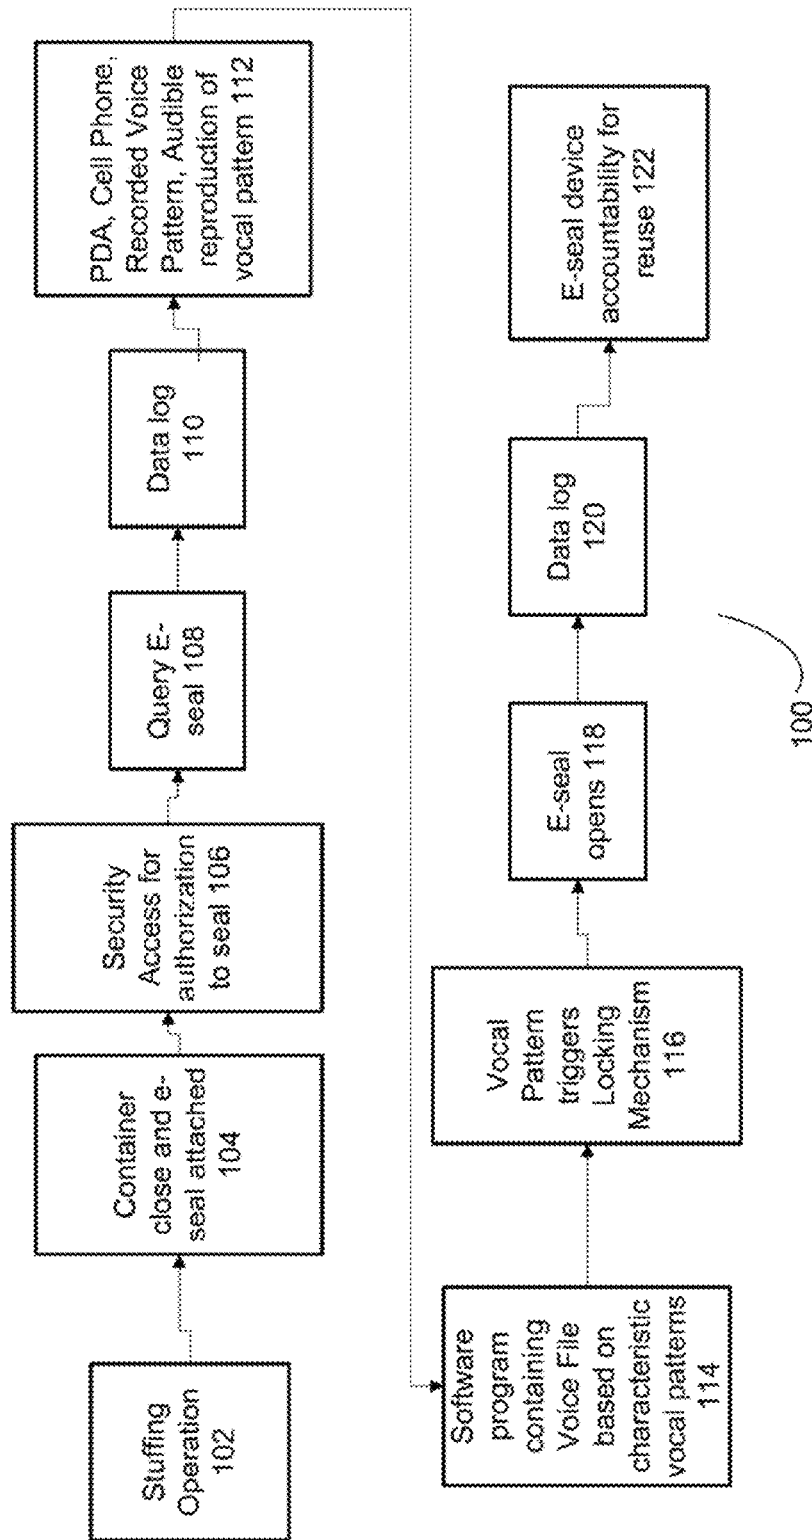 Stuffing
Operation
102
Container
close and e-
seal attached
104
Security
Access for
authorization
to seal 106
Query E-
seal 108
Data log
110
PDA, Cell Phone,
Recorded Voice
Pattern, Audible
reproduction of
vocal pattern 112
Software
program
containing
Voice File
based on
characteristic
vocal patterns
114
Vocal
Pattern
triggers
Locking
Mechanism
116
E-seal
opens 118
Data log
120
E-seal device
accountability for
reuse 122
100